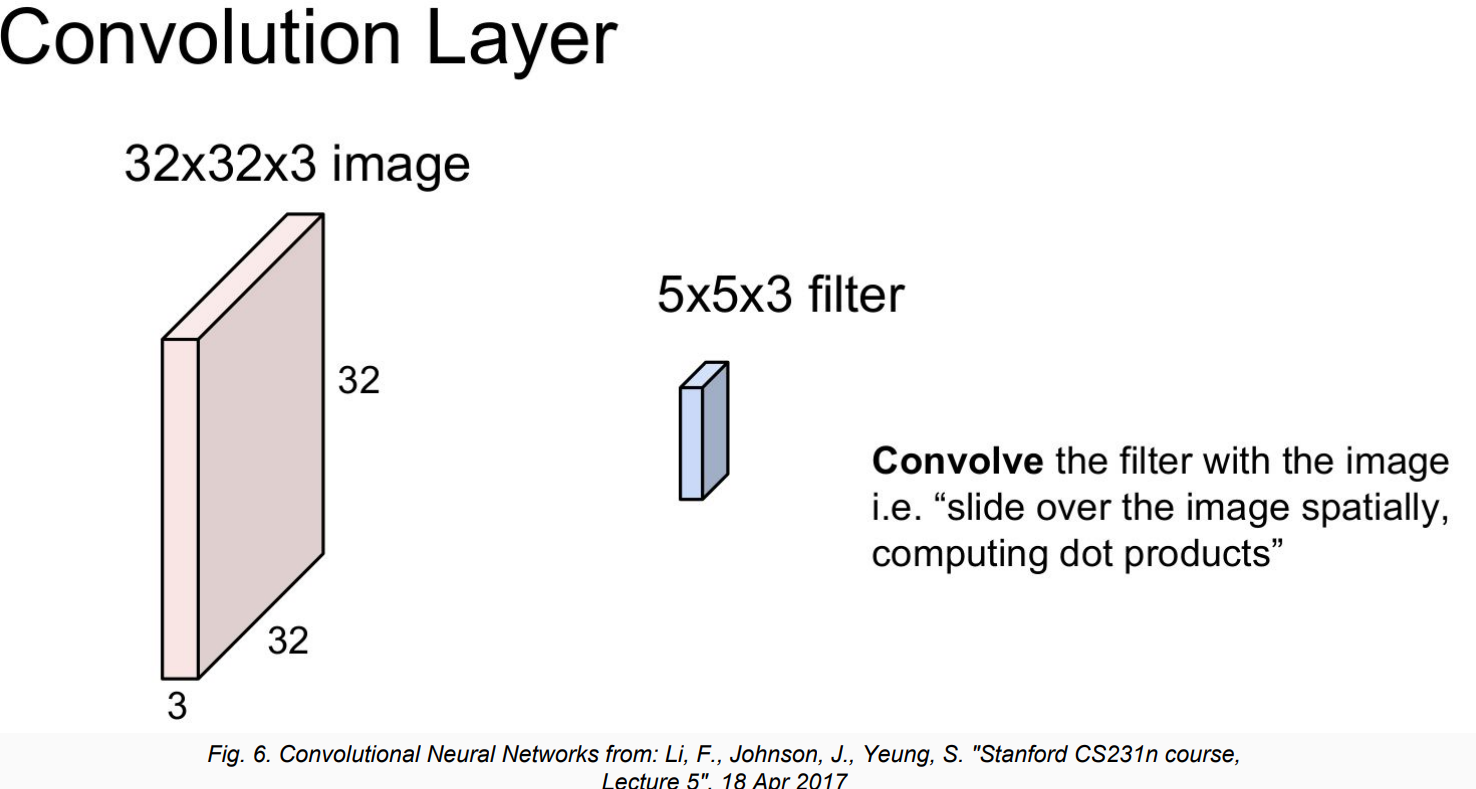 Convolution Layer
32x32x3 image
32
32
3
5x5x3 filter
Convolve the filter with the image
i.e. “slide over the image spatially,
computing dot products”
Fig. 6. Convolutional Neural Networks from: Li, F., Johnson, J., Yeung, S. "Stanford CS231n course,
Lecture 5", 18 Apr 2017